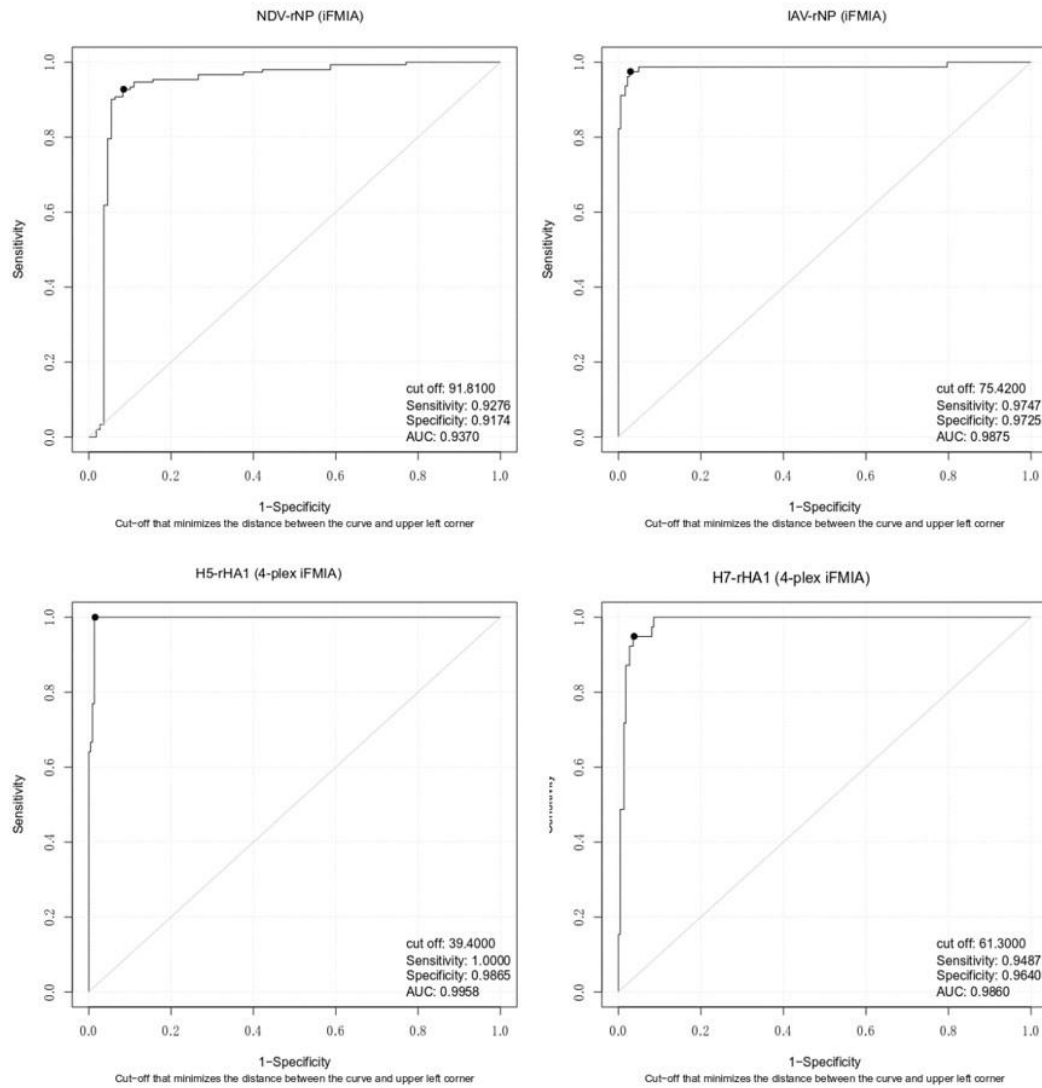 NDV-rNP (iFMIA)
1.0
0.8
0.6
0.4
0.2
0.0
Sensitivity
cut off: 91.8100
Sensitivity: 0.9276
Specificity: 0.9174
AUC: 0.9370
0.0 0.2 0.4 0.6 0.8 1.0
1-Specificity
Cut-off that minimizes the distance between the curve and upper left corner
IAV-rNP (iFMIA)
1.0
0.8
0.6
0.4
0.2
0.0
Sensitivity
cut off: 75.4200
Sensitivity: 0.9747
Specificity: 0.9725
AUC: 0.9875
0.0 0.2 0.4 0.6 0.8 1.0
1-Specificity
Cut-off that minimizes the distance between the curve and upper left corner
H5-rHA1 (4-plex iFMIA)
1.0
0.8
0.6
0.4
0.2
0.0
Sensitivity
cut off: 39.4000
Sensitivity: 1.0000
Specificity: 0.9865
AUC: 0.9958
0.0 0.2 0.4 0.6 0.8 1.0
1-Specificity
Cut-off that minimizes the distance between the curve and upper left corner
H7-rHA1 (4-plex iFMIA)
1.0
0.8
0.6
0.4
0.2
0.0
cut off: 61.3000
Sensitivity: 0.9487
Specificity: 0.9640
AUC: 0.9860
0.0 0.2 0.4 0.6 0.8 1.0
1-Specificity
Cut-off that minimizes the distance between the curve and upper left corner